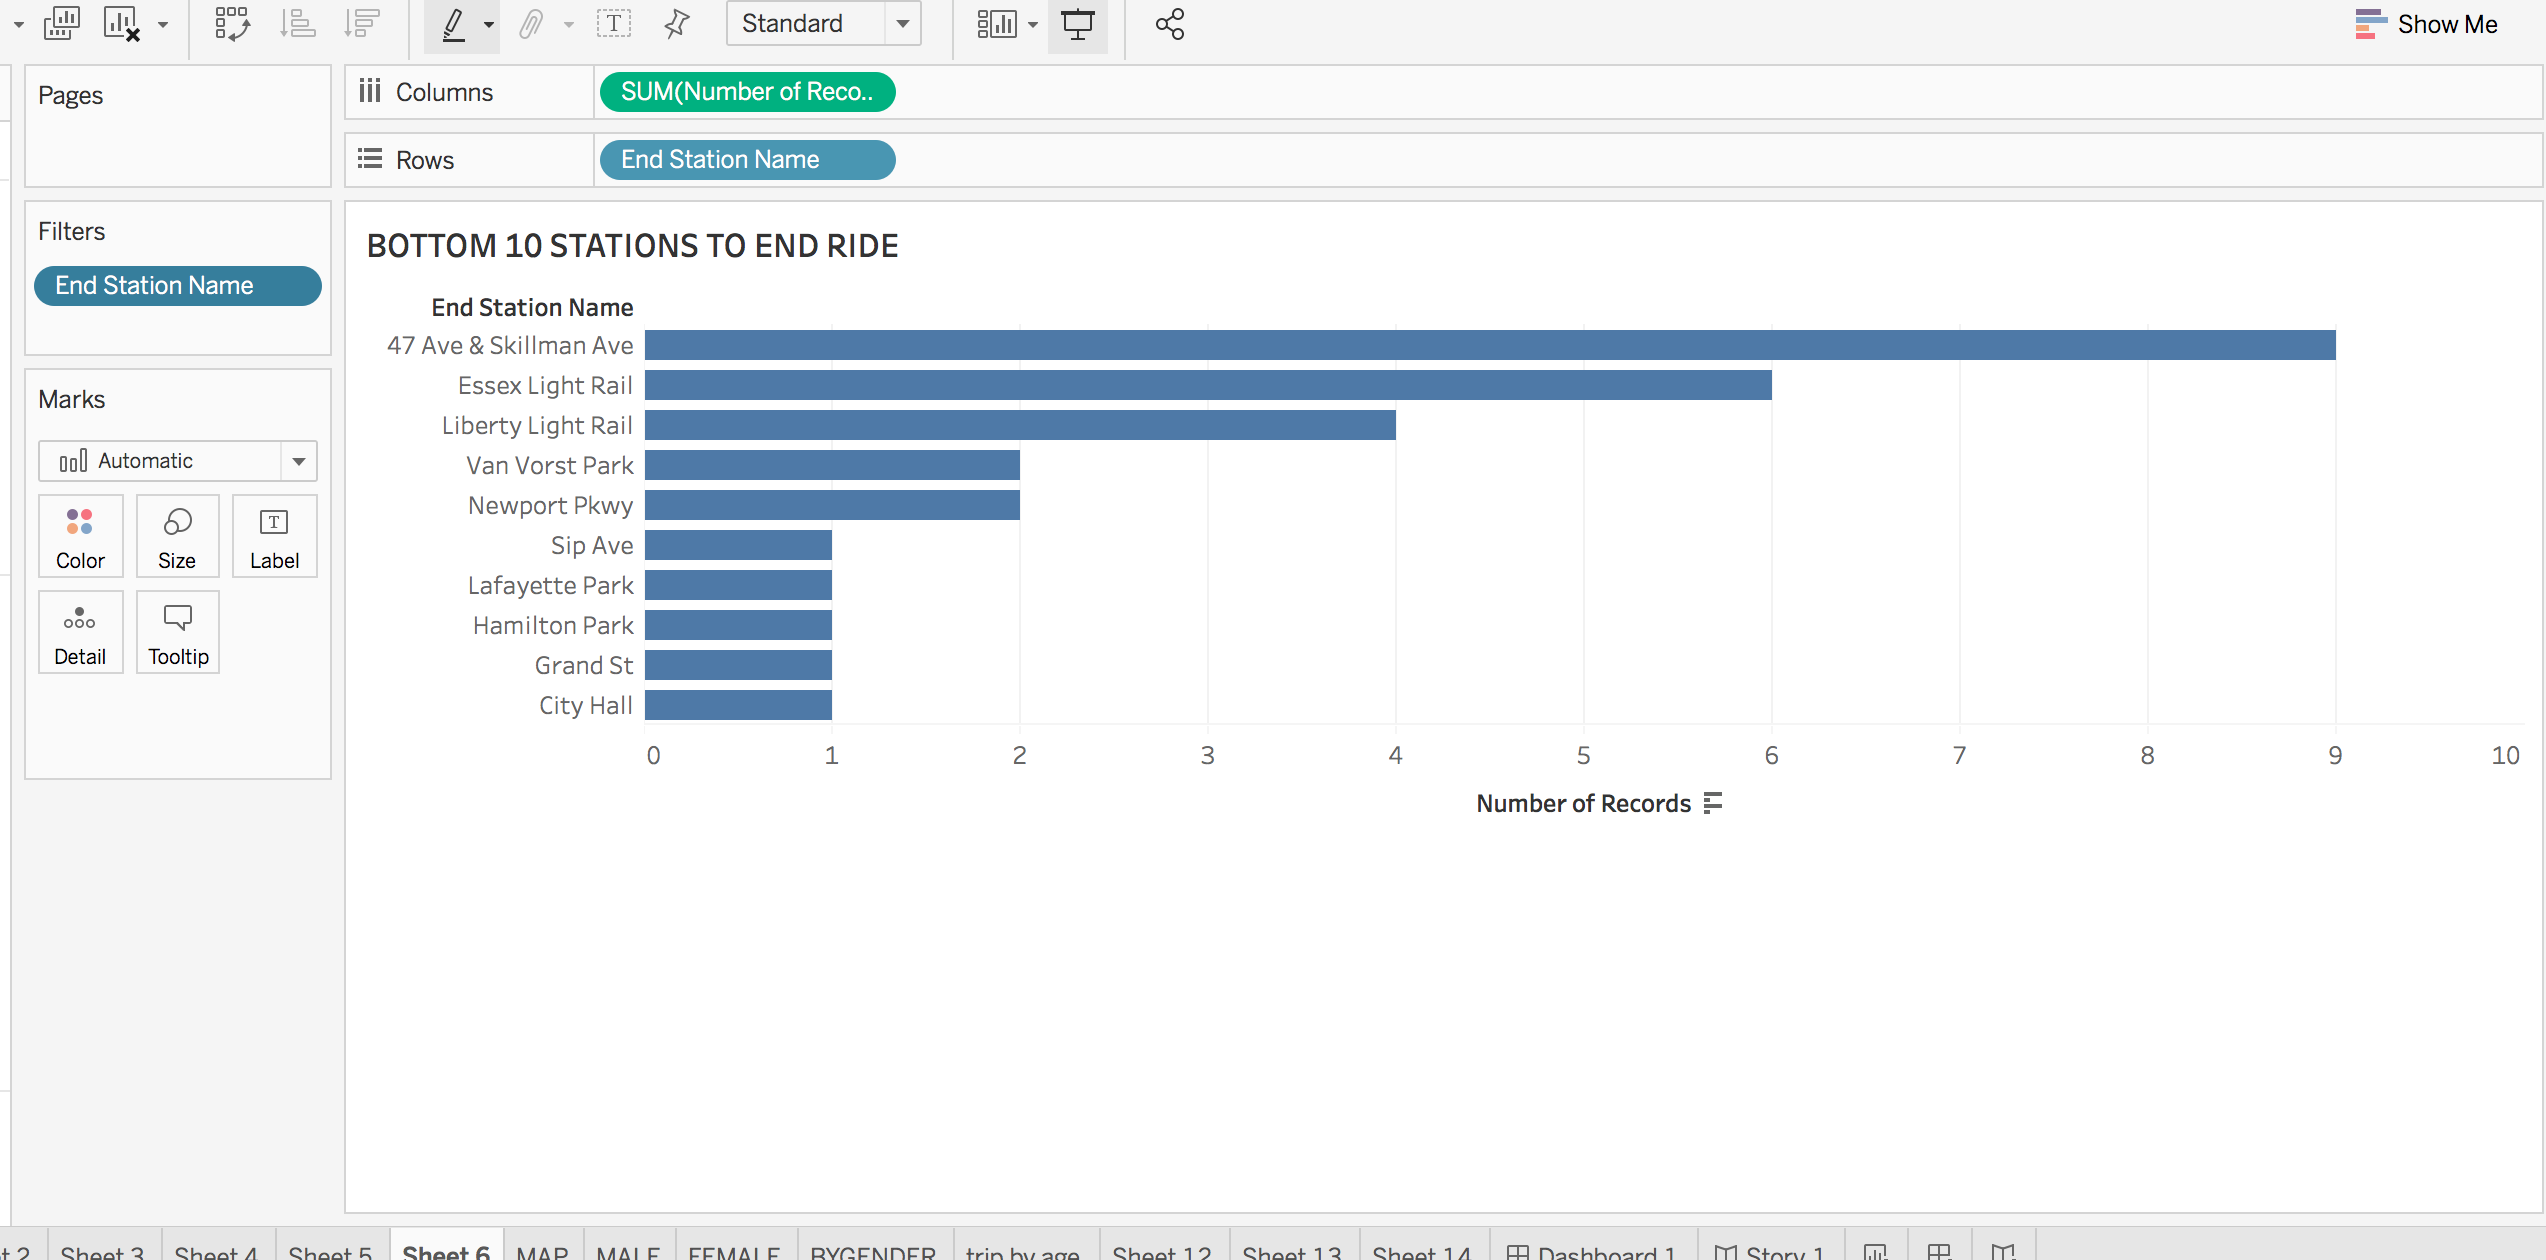 Standard
Show Me
Pages
Columns
SUM(Number of Reco..
Rows
End Station Name
Filters
End Station Name
Marks
Automatic
Color
Size
T
Label
Detail
Tooltip
BOTTOM 10 STATIONS TO END RIDE
End Station Name
47 Ave & Skillman Ave
Essex Light Rail
Liberty Light Rail
Van Vorst Park
Newport Pkwy
Sip Ave
Lafayette Park
Hamilton Park
Grand St
City Hall
0 1 2 3 4 5 6 7 8 9 10
Number of Records
Sheet 3 Sheet 4 Sheet 5 Sheet 6 MAP MALE FEMALE BYGENDER trip by age Sheet 12 Sheet 13 Sheet 14 Dashboard 1 Story 1